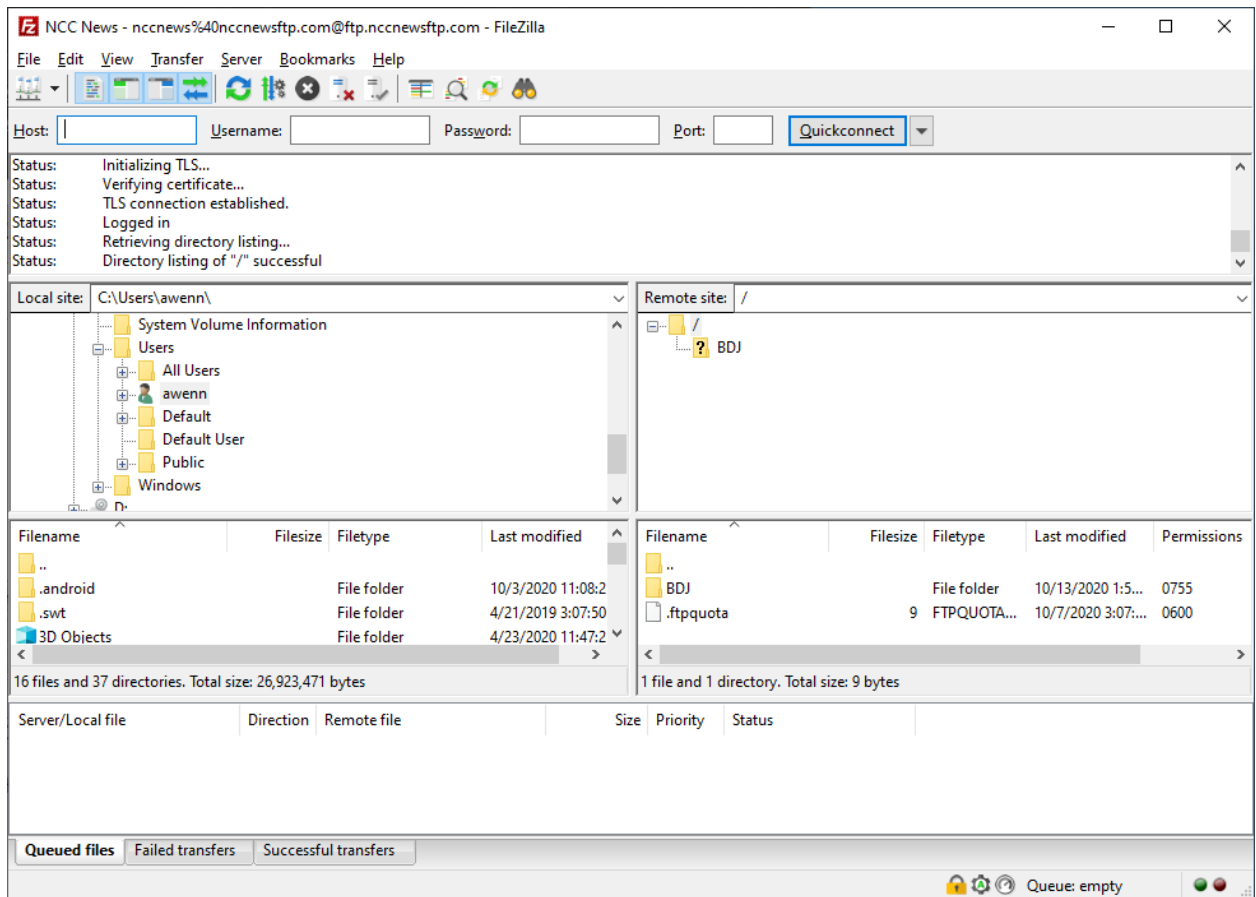 NCC News - nccnews%40nccnewsftp.com@ftp.nccnewsftp.com - FileZilla
File Edit View Transfer Server Bookmarks Help
Host: Username: Password: Port: Quickconnect
Status: Initializing TLS...
Status: Verifying certificate...
Status: TLS connection established.
Status: Logged in
Status: Retrieving directory listing...
Status: Directory listing of "/" successful
Local site: C:\Users\awenn\
System Volume Information
Users
All Users
awenn
Default
Default User
Public
Windows
D:
Remote site: /
/
? BDJ
Filename Filesize Filetype Last modified
..
.android File folder 10/3/2020 11:08:2
.swt File folder 4/21/2019 3:07:50
3D Objects File folder 4/23/2020 11:47:2
16 files and 37 directories. Total size: 26,923,471 bytes
Filename Filesize Filetype Last modified Permissions
..
BDJ File folder 10/13/2020 1:5... 0755
.ftpquota 9 FTPQUOTA... 10/7/2020 3:07:... 0600
1 file and 1 directory. Total size: 9 bytes
Server/Local file Direction Remote file Size Priority Status
Queued files Failed transfers Successful transfers
Queue: empty